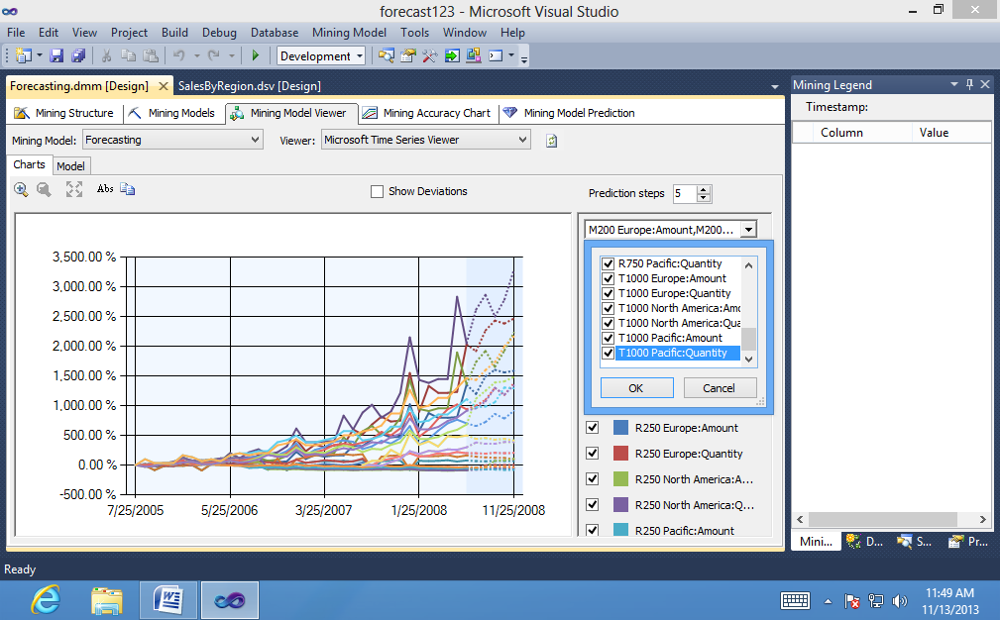 forecast123 - Microsoft Visual Studio
File Edit View Project Build Debug Database Mining Model Tools Window Help
Development
Forecasting.dmm [Design] SalesByRegion.dsv [Design]
Mining Legend
Mining Structure Mining Models Mining Model Viewer Mining Accuracy Chart Mining Model Prediction
Timestamp:
Column Value
Mining Model: Forecasting Viewer: Microsoft Time Series Viewer
Charts Model
Abs Show Deviations Prediction steps 5
M200 Europe:Amount,M200...
R750 Pacific:Quantity
T1000 Europe:Amount
T1000 Europe:Quantity
T1000 North America:Amo
T1000 North America:Qua
T1000 Pacific:Amount
T1000 Pacific:Quantity
OK Cancel
3,500.00 %
3,000.00 %
2,500.00 %
2,000.00 %
1,500.00 %
1,000.00 %
500.00 %
0.00 %
-500.00 %
7/25/2005 5/25/2006 3/25/2007 1/25/2008 11/25/2008
R250 Europe:Amount
R250 Europe:Quantity
R250 North America:A...
R250 North America:Q...
R250 Pacific:Amount
Mini... D... S... Pr...
Ready
11:49 AM
11/13/2013